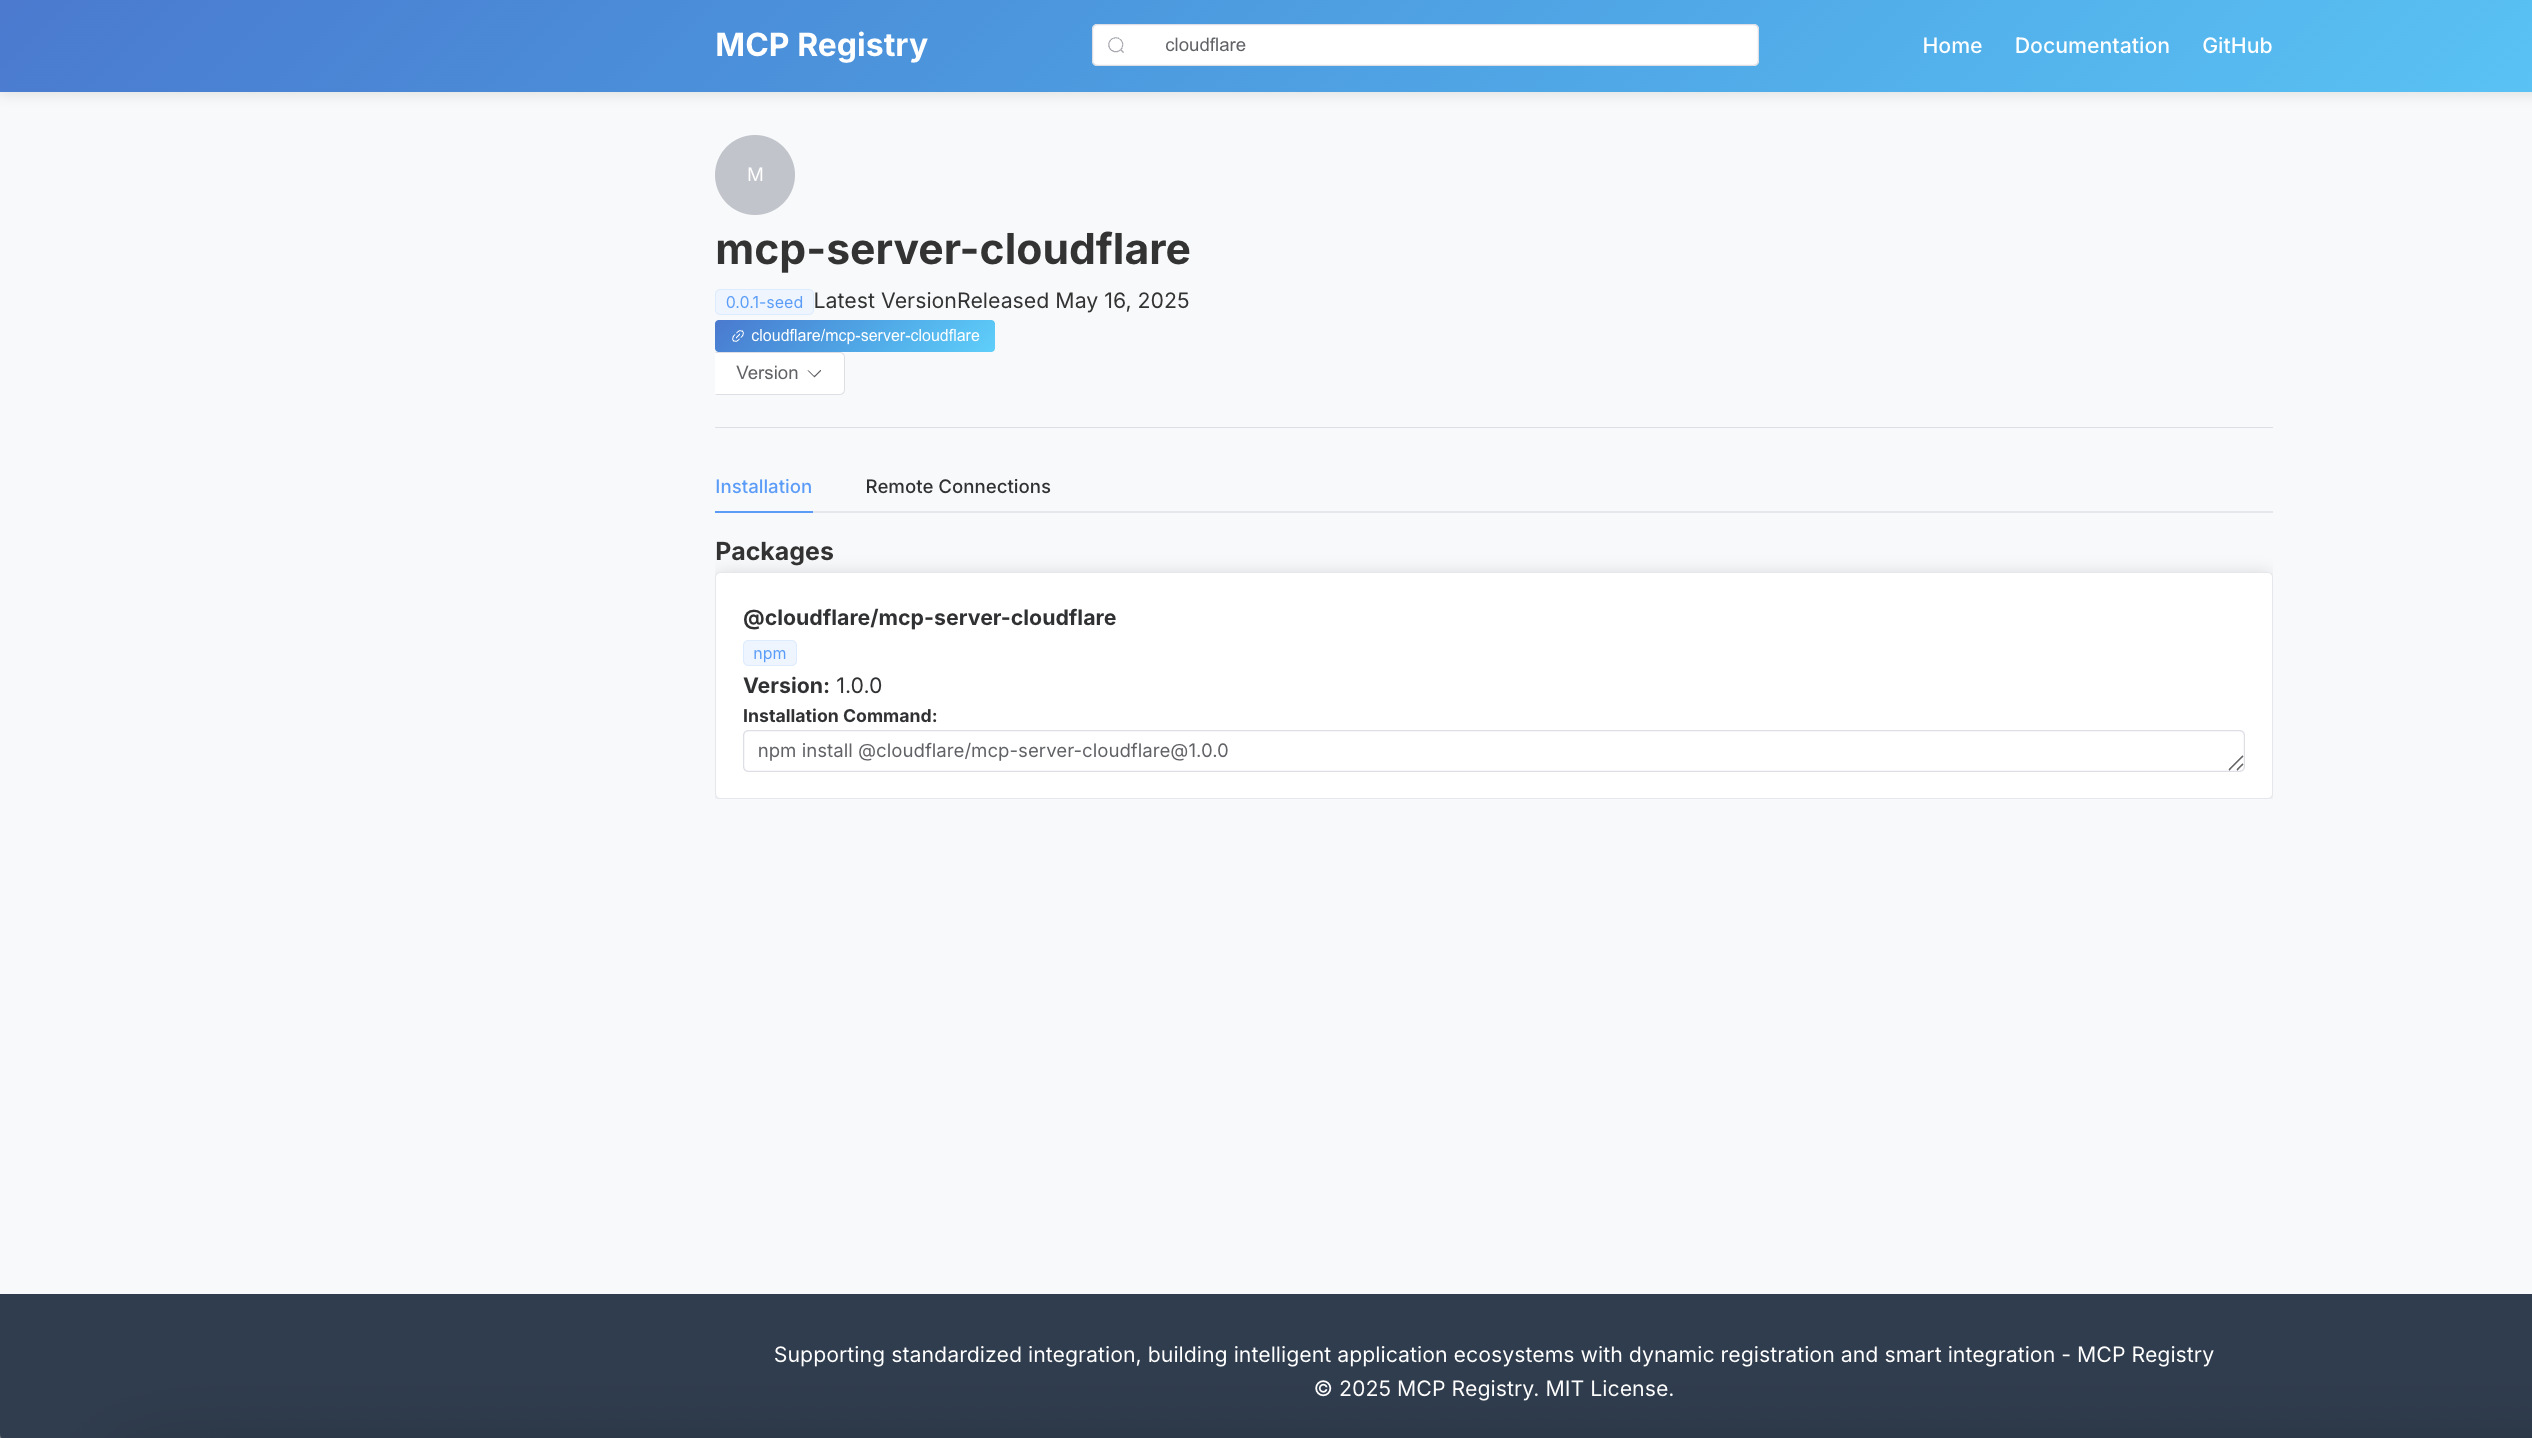 MCP Registry
cloudflare
Home Documentation GitHub
M
mcp-server-cloudflare
0.0.1-seed Latest VersionReleased May 16, 2025
cloudflare/mcp-server-cloudflare
Version
Installation Remote Connections
Packages
@cloudflare/mcp-server-cloudflare
npm
Version: 1.0.0
Installation Command:
npm install @cloudflare/mcp-server-cloudflare@1.0.0
Supporting standardized integration, building intelligent application ecosystems with dynamic registration and smart integration - MCP Registry
© 2025 MCP Registry. MIT License.